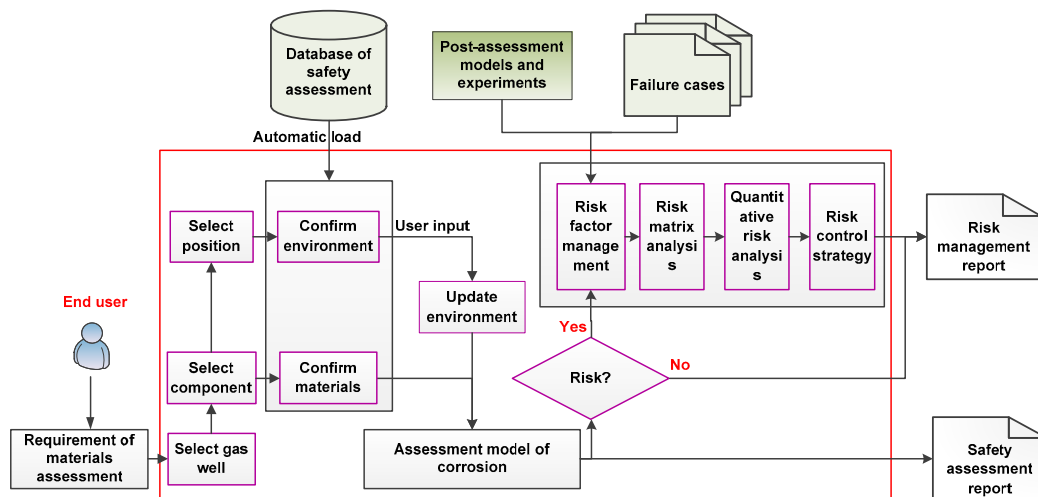 Database of
safety
assessment
Post-assessment
models and
experiments
Failure cases
Automatic load
Select
position
Confirm
environment
User input
Update
environment
Risk
factor
manage
ment
Risk
matrix
analysi
s
Quantit
ative
risk
analysi
s
Risk
control
strategy
Risk
management
report
End user
Yes
No
Risk?
Select
component
Confirm
materials
Requirement of
materials
assessment
Select gas
well
Assessment model of
corrosion
Safety
assessment
report